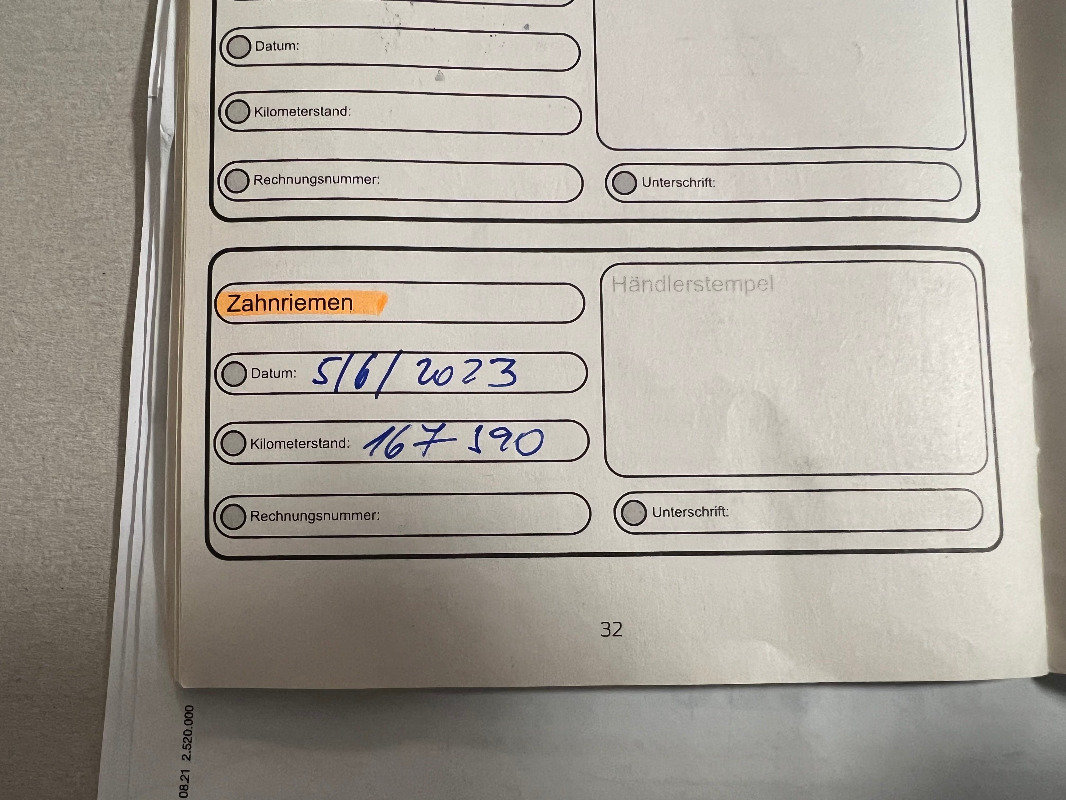 Datum:
Kilometerstand:
Rechnungsnummer:
Unterschrift:
Händlerstempel
Zahnriemen
Datum: 5/6/2023
Kilometerstand: 167 590
Rechnungsnummer:
Unterschrift:
32
08.21 2.520.000